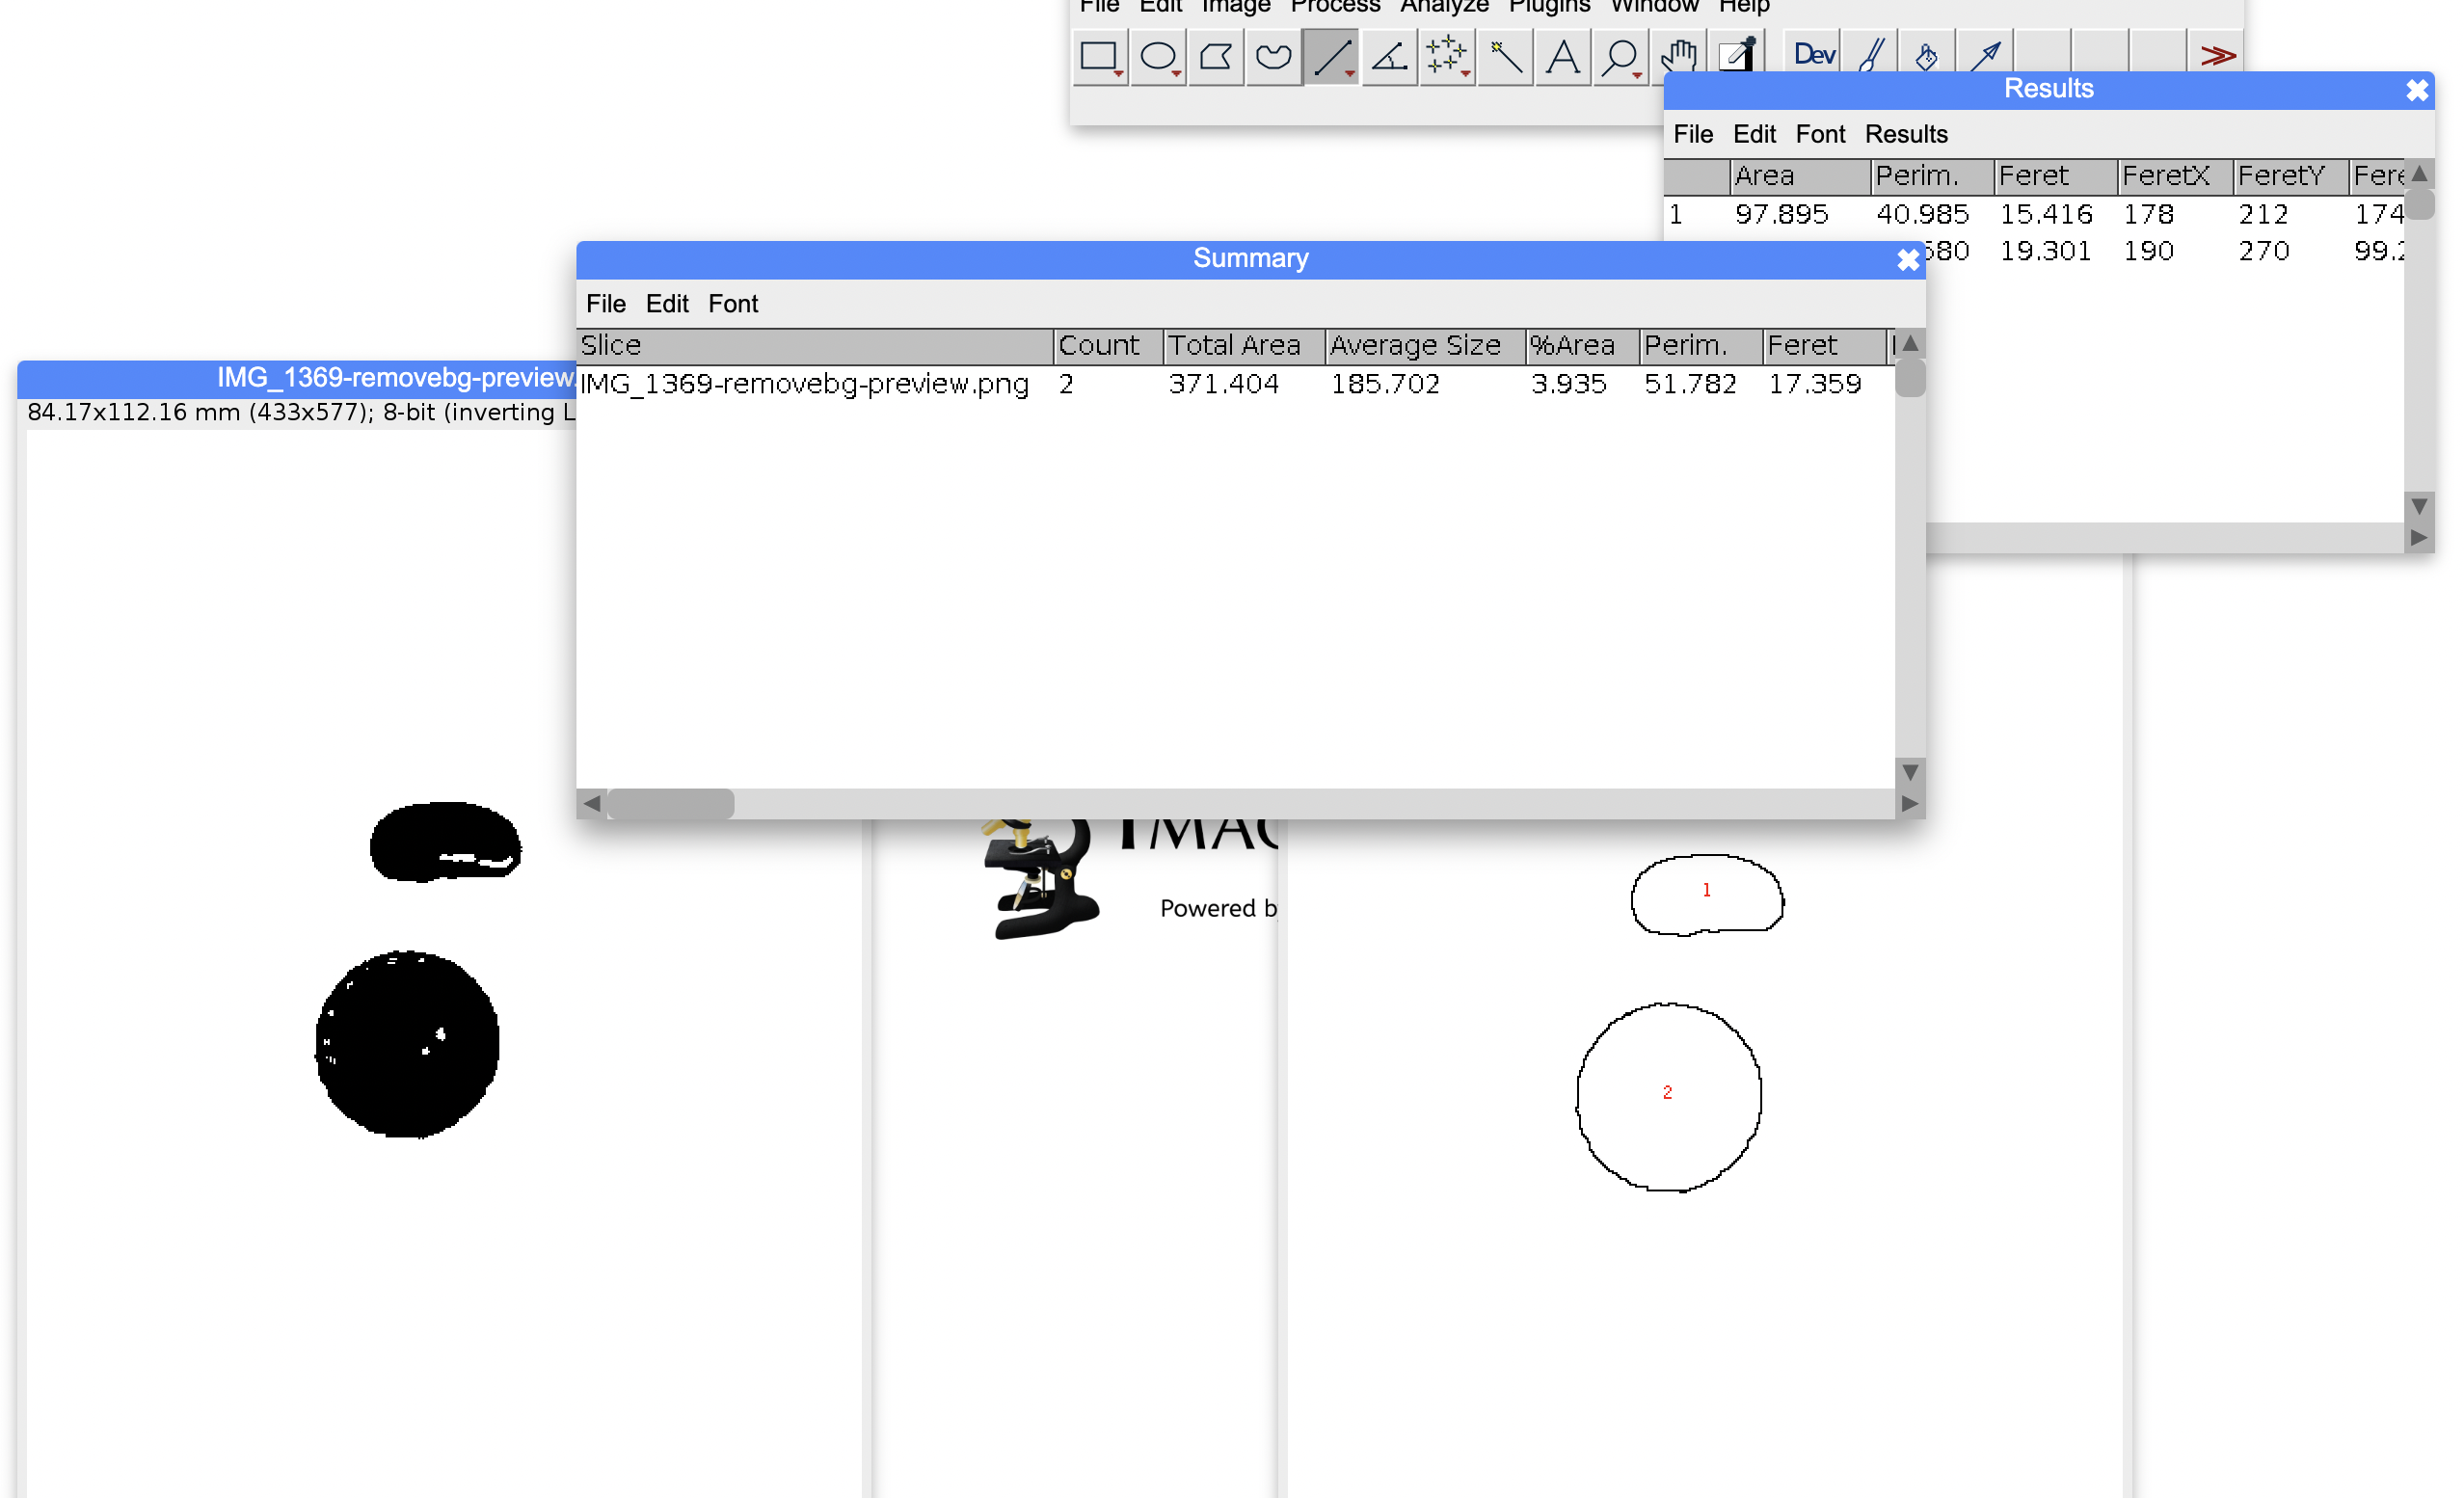 File Edit Image Process Analyze Plugins Window Help
Dev
Results
File Edit Font Results
Area Perim. Feret FeretX FeretY Fere
1 97.895 40.985 15.416 178 212 174
580 19.301 190 270 99.2
Summary
File Edit Font
Slice Count Total Area Average Size %Area Perim. Feret
IMG_1369-removebg-preview.png 2 371.404 185.702 3.935 51.782 17.359
IMG_1369-removebg-preview.
84.17x112.16 mm (433x577); 8-bit (inverting L
IMAG
Powered b
1
2